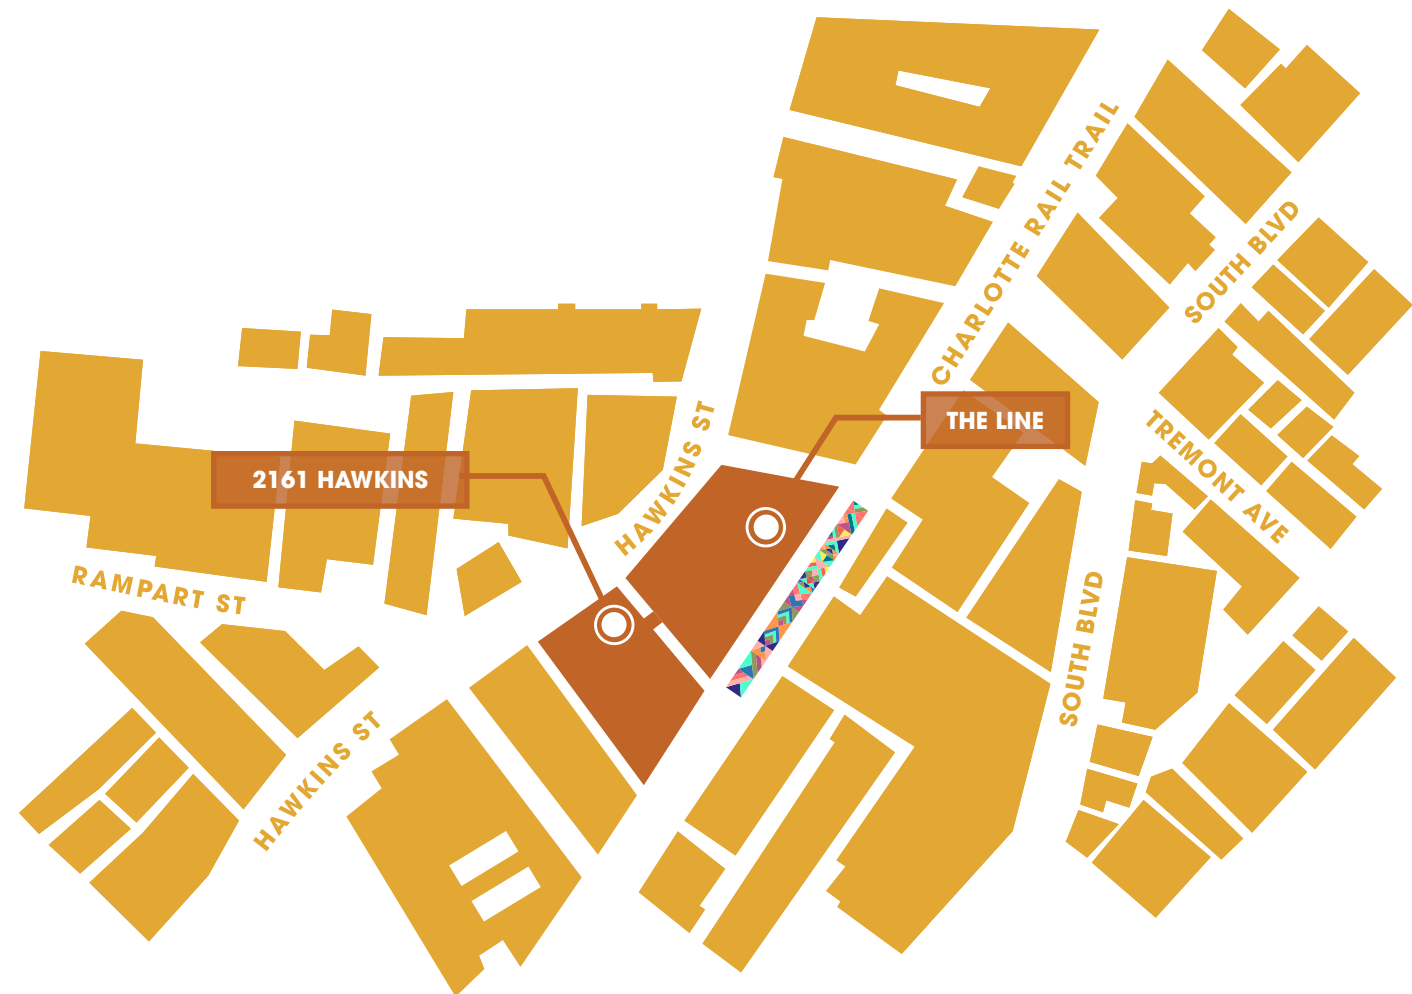 CHARLOTTE RAIL TRAIL
SOUTH BLVD
HAWKINS ST
THE LINE
TREMONT AVE
2161 HAWKINS
RAMPART ST
SOUTH BLVD
HAWKINS ST